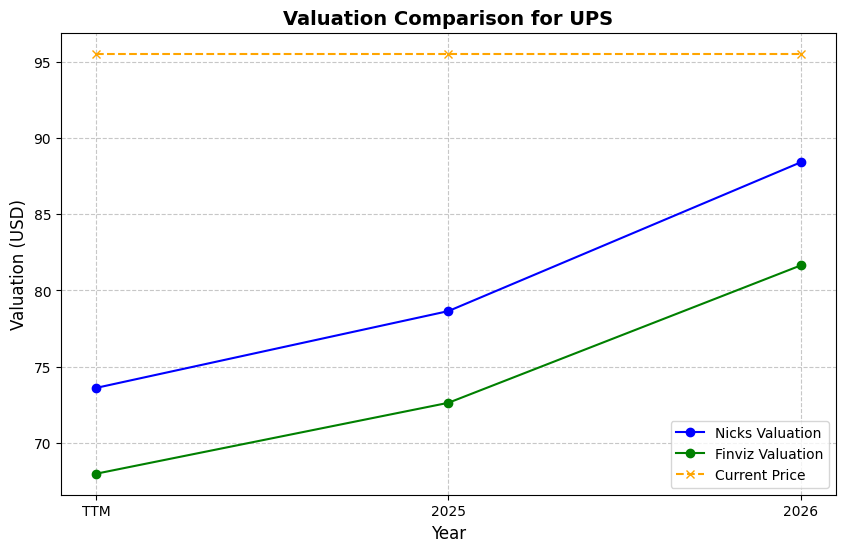 Valuation Comparison for UPS
Valuation (USD)
95
90
85
80
75
70
TTM
2025
2026
Year
Nicks Valuation
Finviz Valuation
Current Price